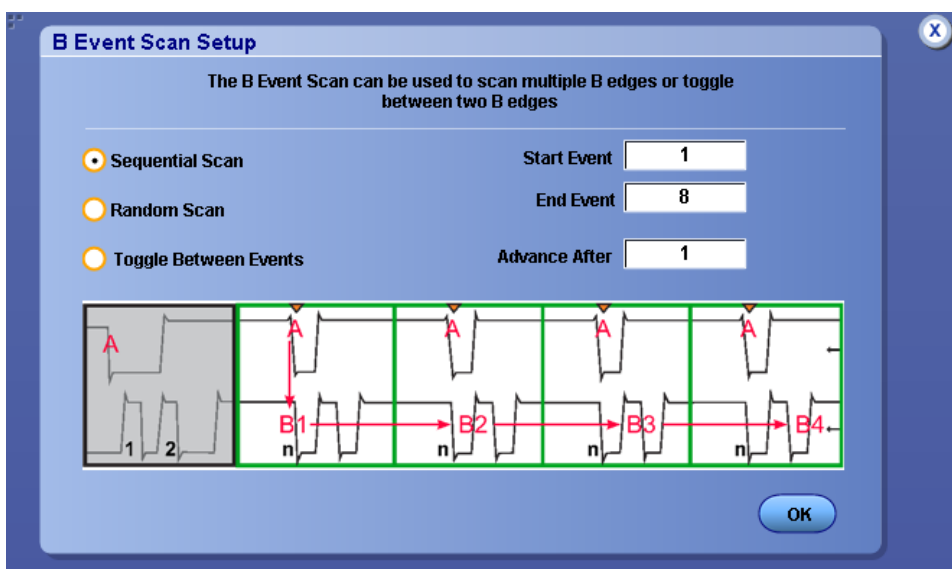 X
B Event Scan Setup
The B Event Scan can be used to scan multiple B edges or toggle
between two B edges
Sequential Scan
Start Event 1
End Event 8
Random Scan
Toggle Between Events
Advance After 1
A A A A A
B1 B2 B3 B4
1 2 n n n n
OK